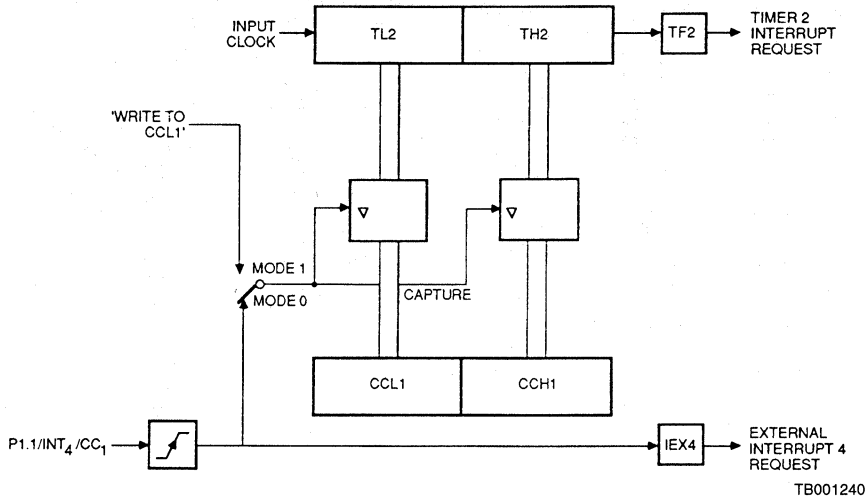 INPUT
CLOCK
TL2
TH2
TF2
TIMER 2
INTERRUPT
REQUEST
'WRITE TO
CCL1'
MODE 1
MODE 0
CAPTURE
CCL1
CCH1
P1.1/INT4/CC1
IEX4
EXTERNAL
INTERRUPT 4
REQUEST
TB001240